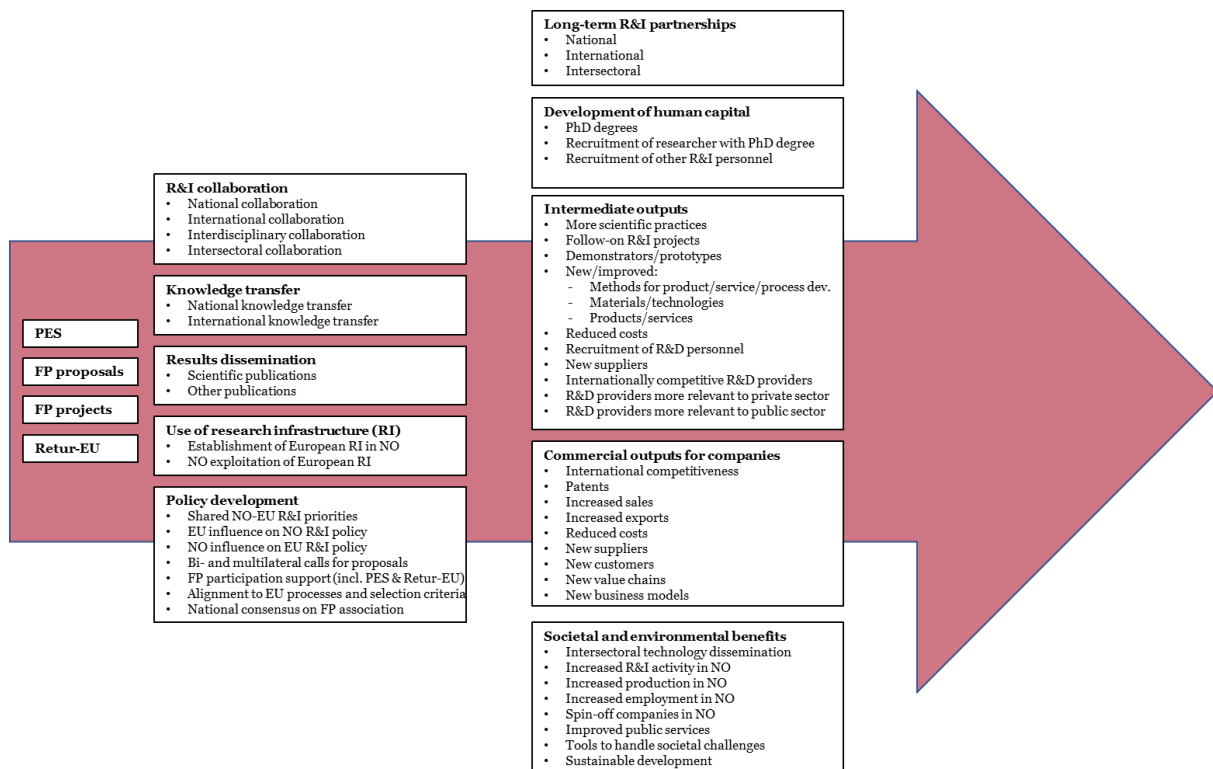 PES
FP proposals
FP projects
Retur-EU
R&I collaboration
• National collaboration
• International collaboration
• Interdisciplinary collaboration
• Intersectoral collaboration
Knowledge transfer
• National knowledge transfer
• International knowledge transfer
Results dissemination
• Scientific publications
• Other publications
Use of research infrastructure (RI)
• Establishment of European RI in NO
• NO exploitation of European RI
Policy development
• Shared NO-EU R&I priorities
• EU influence on NO R&I policy
• NO influence on EU R&I policy
• Bi- and multilateral calls for proposals
• FP participation support (incl. PES & Retur-EU)
• Alignment to EU processes and selection criteria
• National consensus on FP association
Long-term R&I partnerships
• National
• International
• Intersectoral
Development of human capital
• PhD degrees
• Recruitment of researcher with PhD degree
• Recruitment of other R&I personnel
Intermediate outputs
• More scientific practices
• Follow-on R&I projects
• Demonstrators/prototypes
• New/improved:
- Methods for product/service/process dev.
- Materials/technologies
- Products/services
• Reduced costs
• Recruitment of R&D personnel
• New suppliers
• Internationally competitive R&D providers
• R&D providers more relevant to private sector
• R&D providers more relevant to public sector
Commercial outputs for companies
• International competitiveness
• Patents
• Increased sales
• Increased exports
• Reduced costs
• New suppliers
• New customers
• New value chains
• New business models
Societal and environmental benefits
• Intersectoral technology dissemination
• Increased R&I activity in NO
• Increased production in NO
• Increased employment in NO
• Spin-off companies in NO
• Improved public services
• Tools to handle societal challenges
• Sustainable development